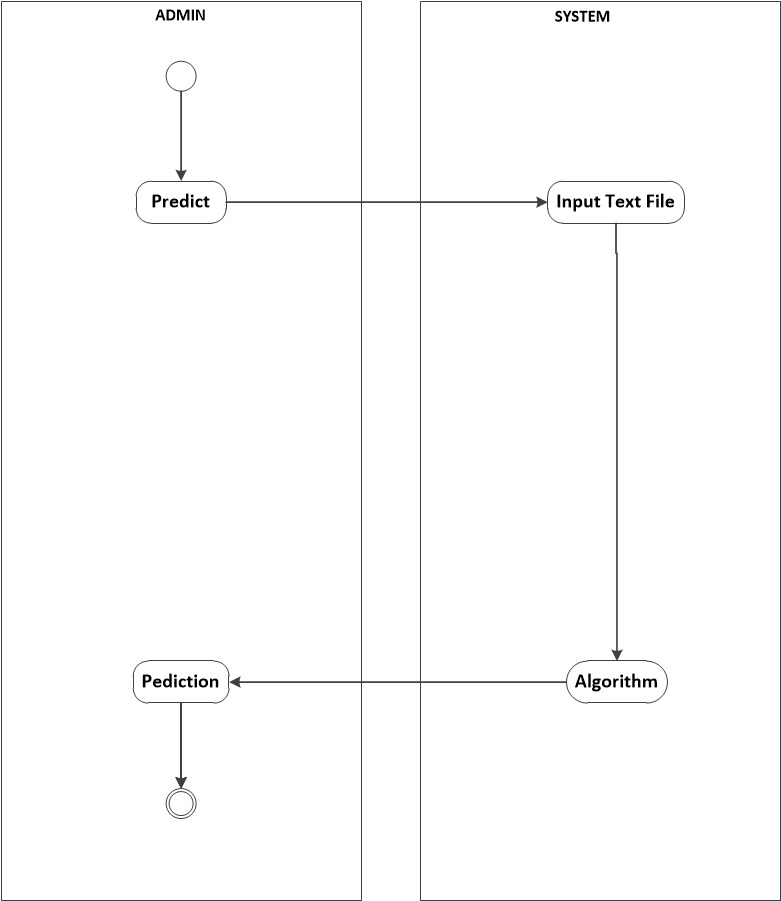 ADMIN
SYSTEM
Predict
Input Text File
Pediction
Algorithm